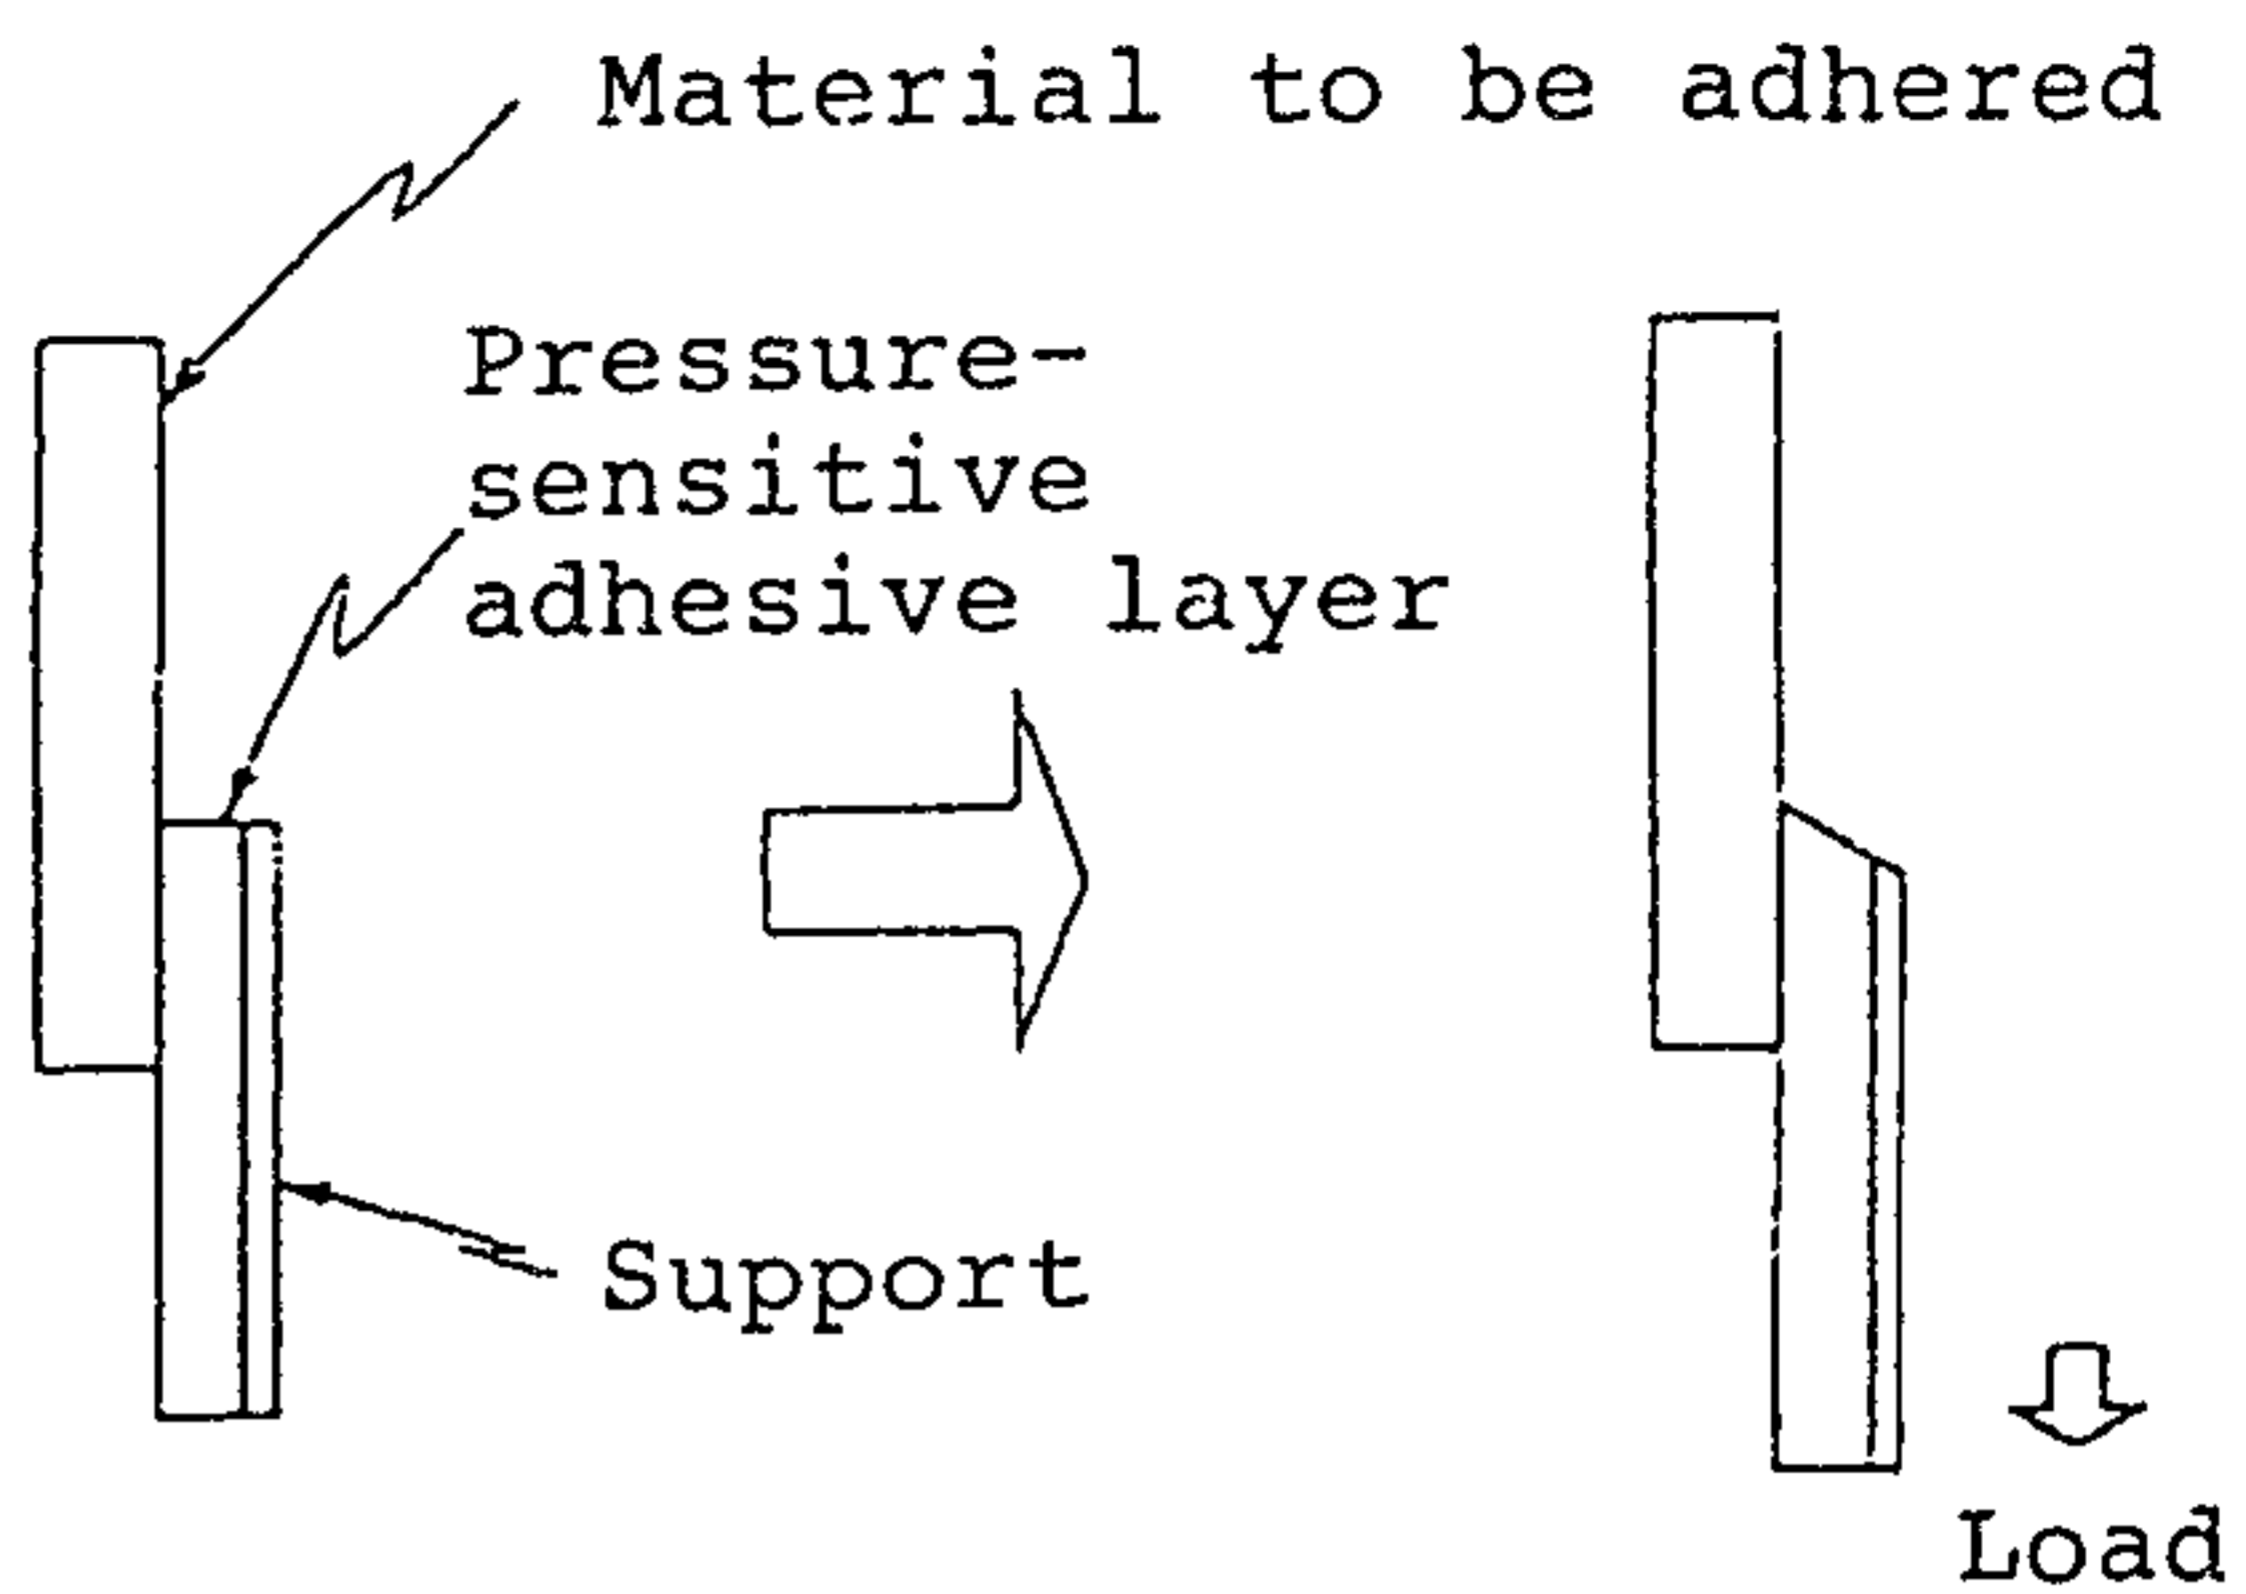 Material to be adhered
Pressure-
sensitive
adhesive layer
Support
Load